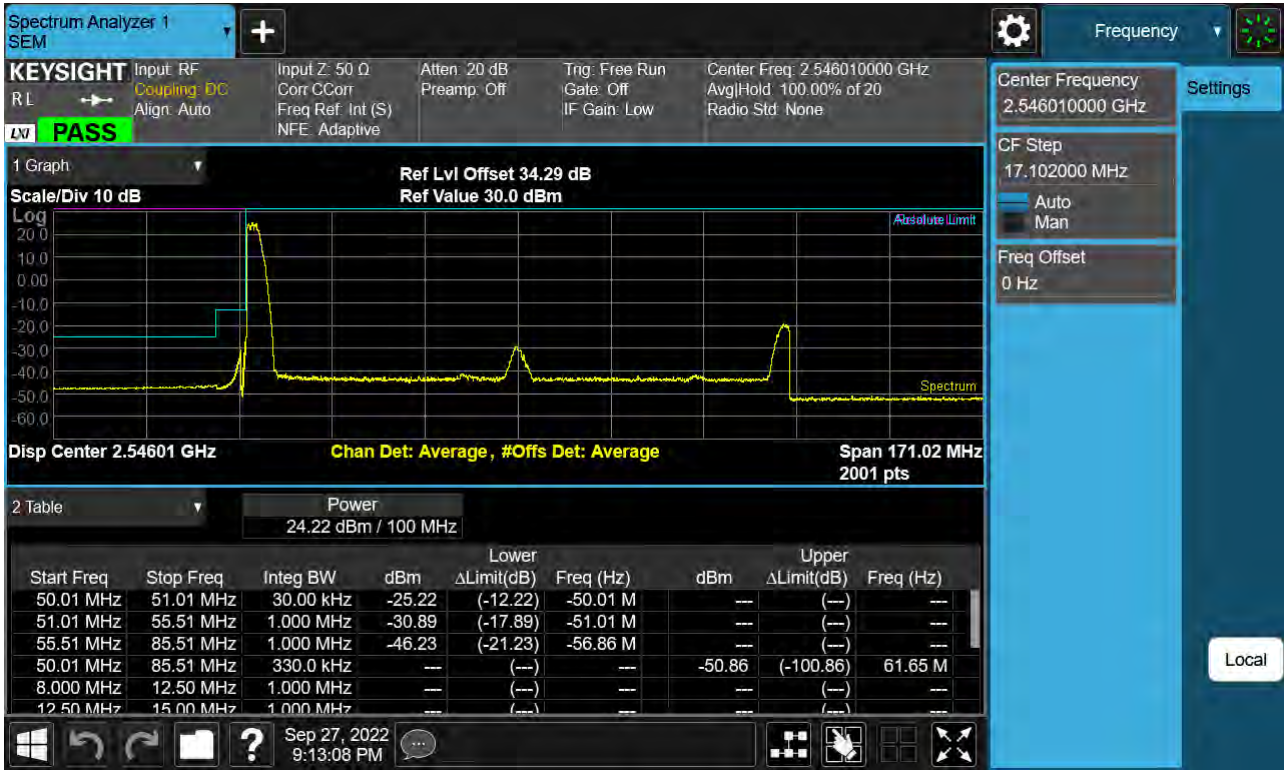 Spectrum Analyzer 1
SEM
+
Frequency
KEYSIGHT
Input: RF
Coupling: DC
Align: Auto
Input Z: 50 Ω
Corr CCorr
Freq Ref: Int (S)
NFE: Adaptive
Atten: 20 dB
Preamp: Off
Trig: Free Run
Gate: Off
IF Gain: Low
Center Freq: 2.546010000 GHz
Avg|Hold: 100.00% of 20
Radio Std: None
R L
LXI
PASS
Center Frequency
2.546010000 GHz
Settings
CF Step
17.102000 MHz
Auto
Man
Freq Offset
0 Hz
Local
1 Graph
Scale/Div 10 dB
Ref Lvl Offset 34.29 dB
Ref Value 30.0 dBm
Log
Absolute Limit
20.0
10.0
0.00
-10.0
-20.0
-30.0
-40.0
-50.0
-60.0
Spectrum
Disp Center 2.54601 GHz
Chan Det: Average, #Offs Det: Average
Span 171.02 MHz
2001 pts
2 Table
Power
24.22 dBm / 100 MHz
Lower Upper
Start Freq Stop Freq Integ BW dBm ΔLimit(dB) Freq (Hz) dBm ΔLimit(dB) Freq (Hz)
50.01 MHz 51.01 MHz 30.00 kHz -25.22 (-12.22) -50.01 M --- (---) ---
51.01 MHz 55.51 MHz 1.000 MHz -30.89 (-17.89) -51.01 M --- (---) ---
55.51 MHz 85.51 MHz 1.000 MHz -46.23 (-21.23) -56.86 M --- (---) ---
50.01 MHz 85.51 MHz 330.0 kHz --- (---) --- -50.86 (-100.86) 61.65 M
8.000 MHz 12.50 MHz 1.000 MHz --- (---) --- --- (---) ---
12.50 MHz 15.00 MHz 1.000 MHz --- (---) --- --- (---) ---
?
Sep 27, 2022
9:13:08 PM